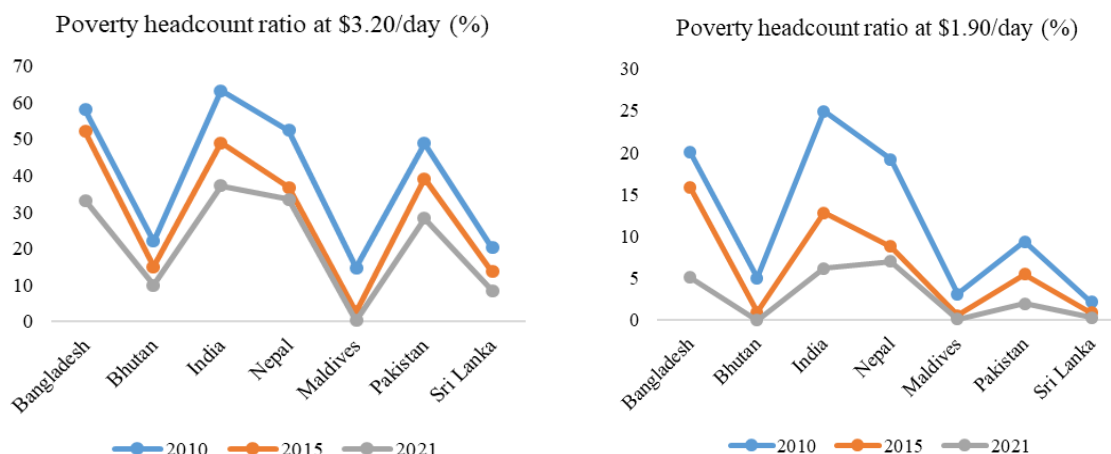 Poverty headcount ratio at $3.20/day (%)
70
60
50
40
30
20
10
0
Bangladesh
Bhutan
India
Nepal
Maldives
Pakistan
Sri Lanka
2010 2015 2021
Poverty headcount ratio at $1.90/day (%)
30
25
20
15
10
5
0
Bangladesh
Bhutan
India
Nepal
Maldives
Pakistan
Sri Lanka
2010 2015 2021